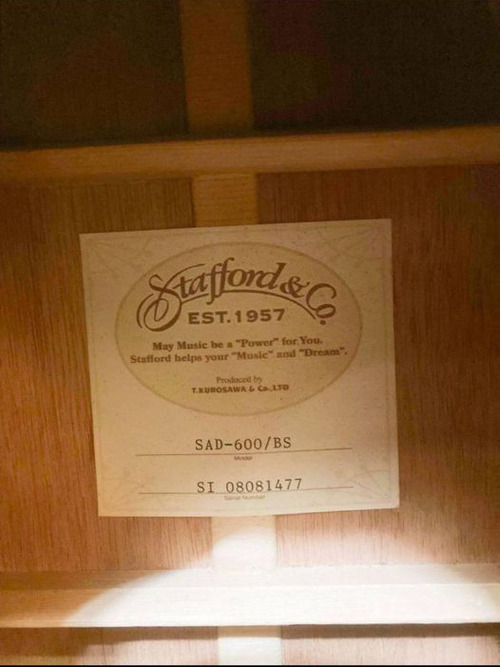 Stafford & Co.
EST. 1957
May Music be a "Power" for You.
Stafford helps your "Music" and "Dream".
Produced by
T.KUROSAWA & Co.,LTD
SAD-600/BS
Model
SI 08081477
Serial Number